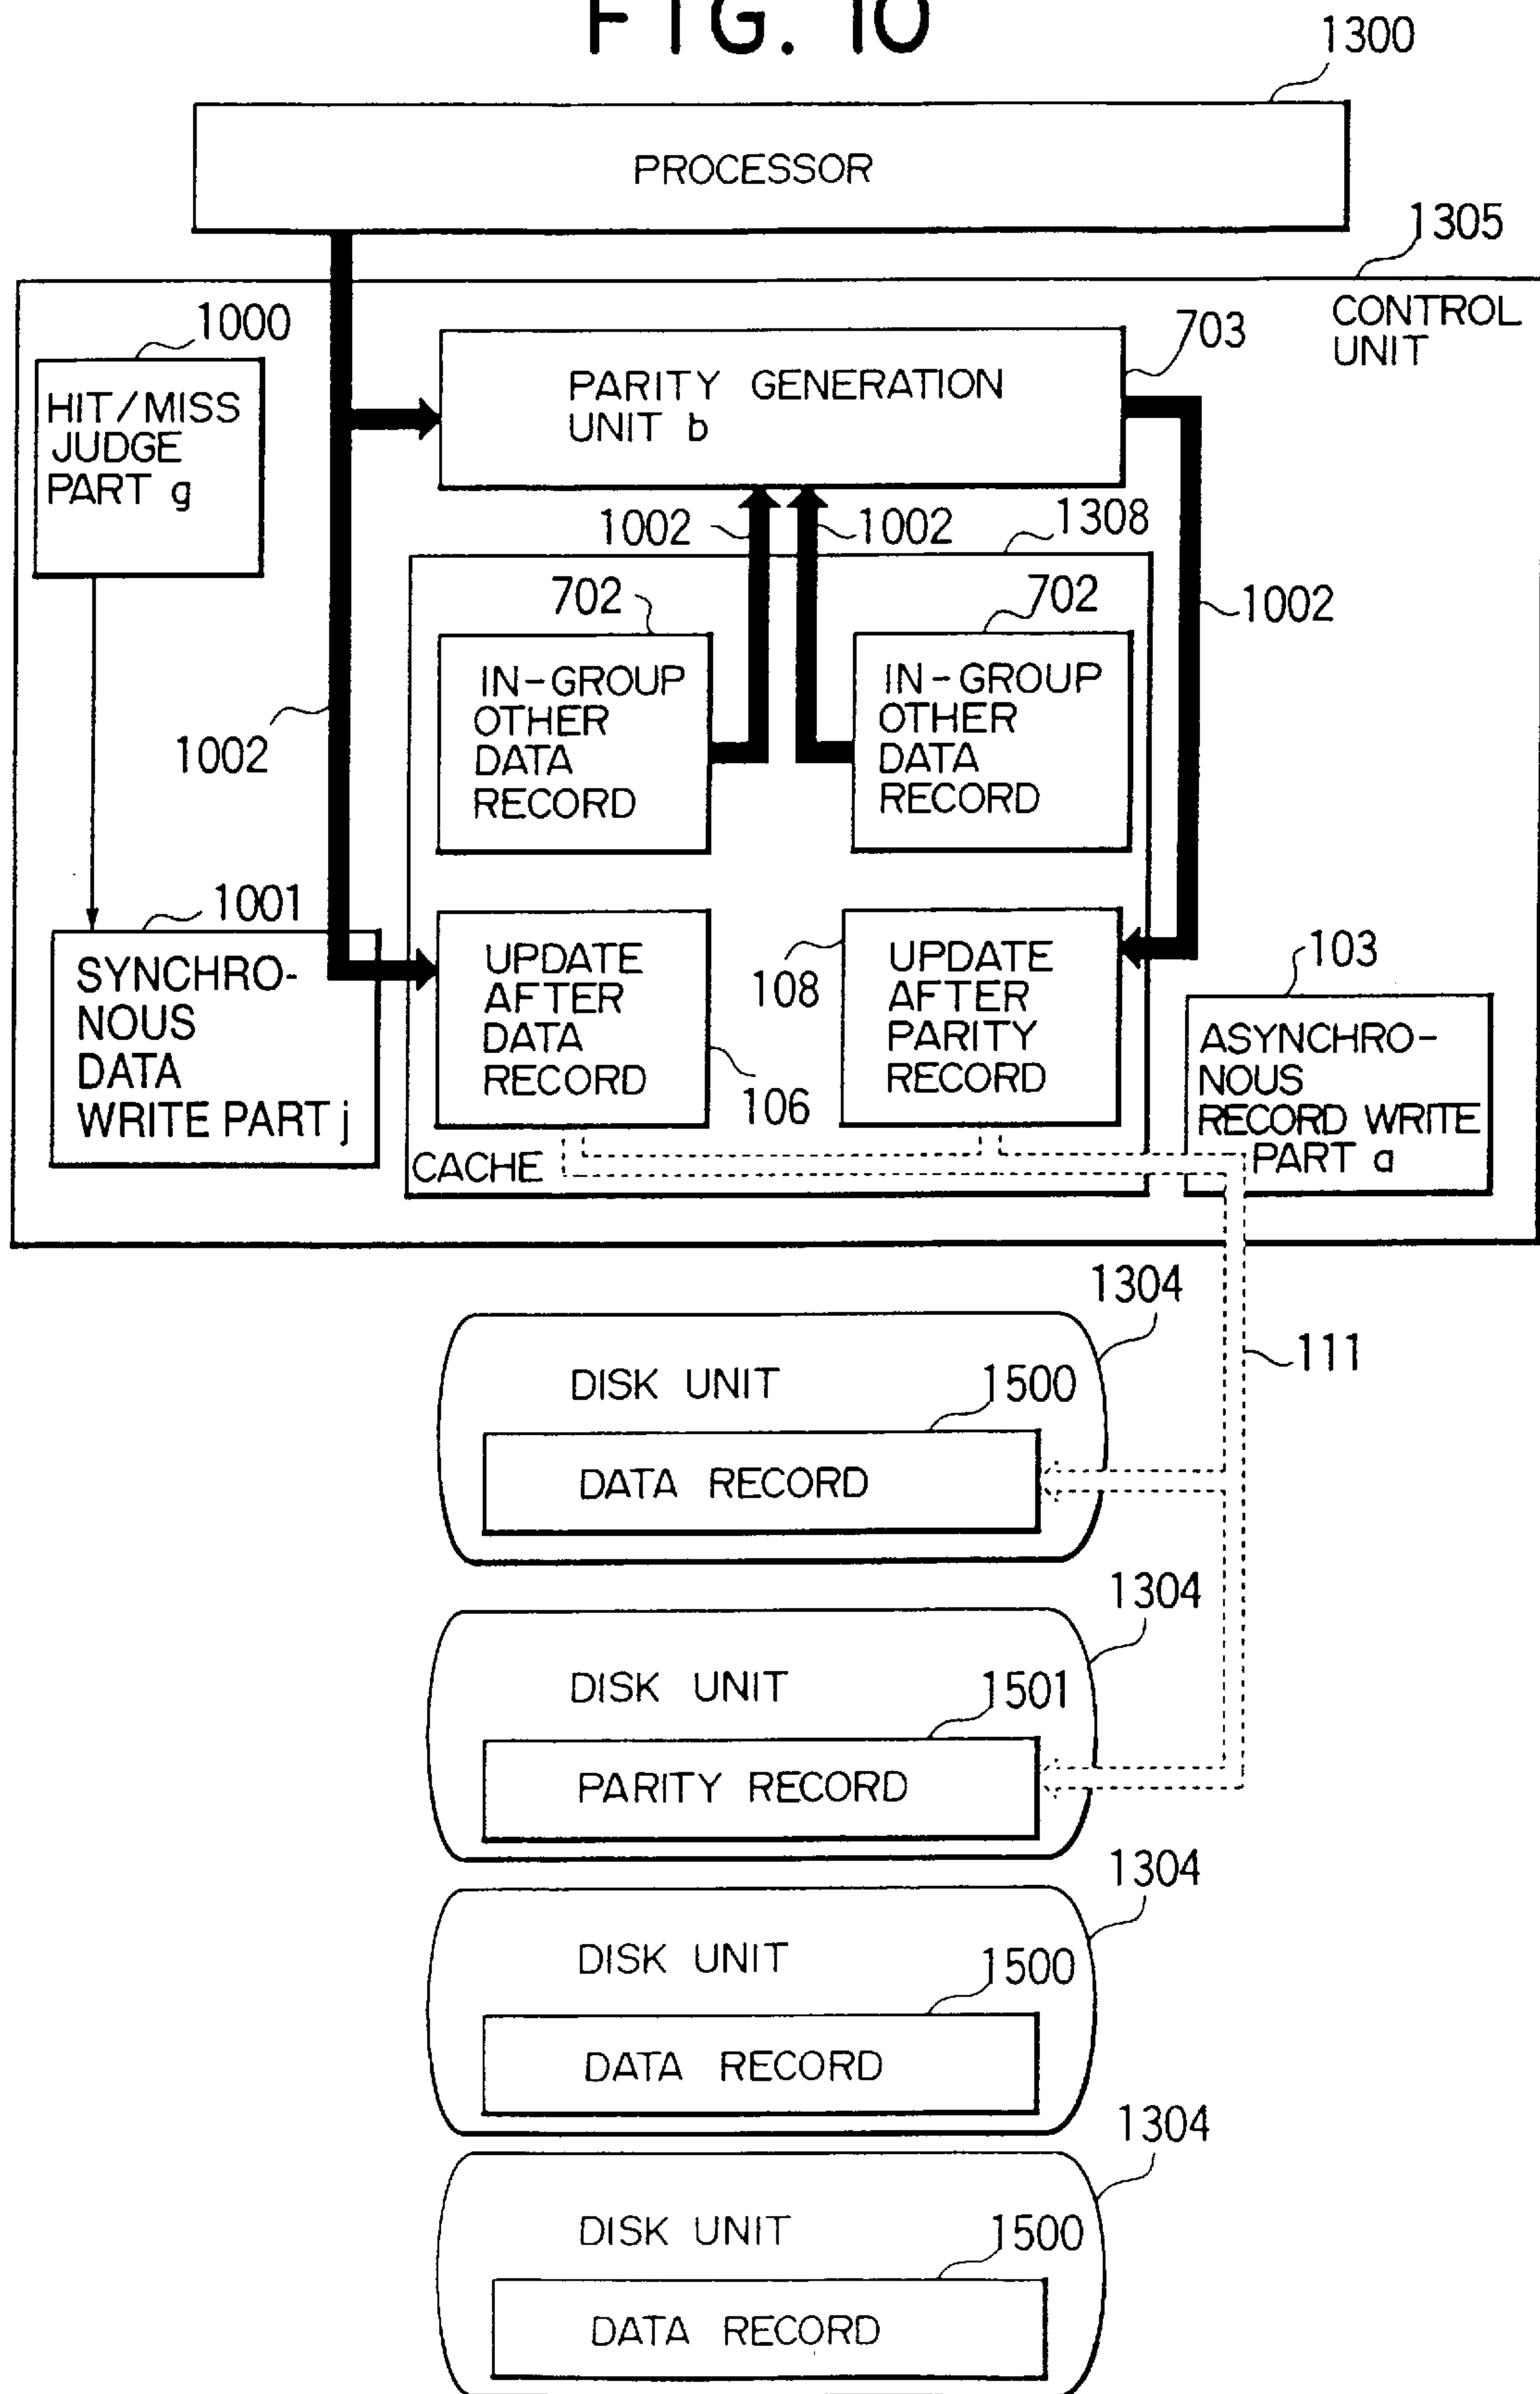 FIG. 10
1300
PROCESSOR
1305
CONTROL
UNIT
1000
HIT/MISS
JUDGE
PART g
703
PARITY GENERATION
UNIT b
1002
1002
1308
702
702
1002
IN-GROUP
OTHER
DATA
RECORD
IN-GROUP
OTHER
DATA
RECORD
1002
1001
SYNCHRO-
NOUS
DATA
WRITE PART j
UPDATE
AFTER
DATA
RECORD
106
108
UPDATE
AFTER
PARITY
RECORD
103
ASYNCHRO-
NOUS
RECORD WRITE
PART a
CACHE
1304
111
DISK UNIT
1500
DATA RECORD
1304
DISK UNIT
1501
PARITY RECORD
1304
DISK UNIT
1500
DATA RECORD
1304
DISK UNIT
1500
DATA RECORD